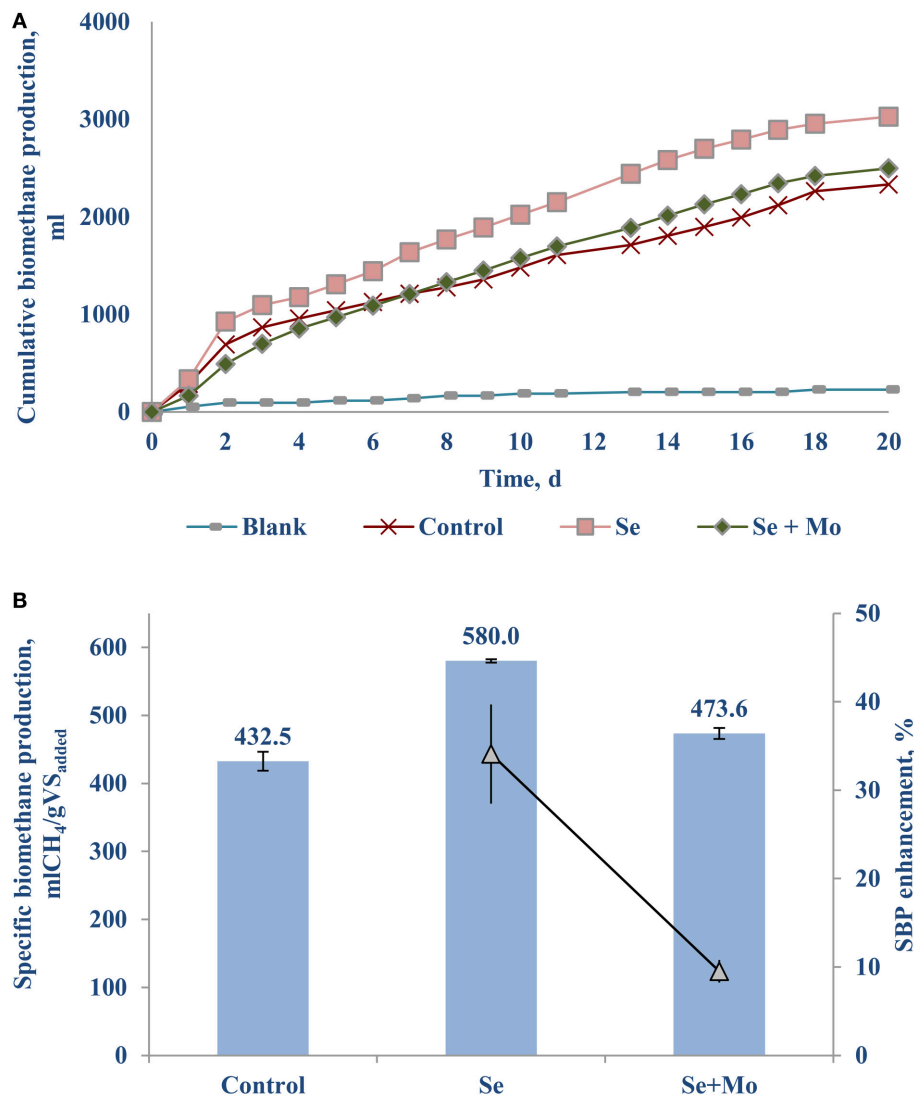 A
Cumulative biomethane production,
ml
4000
3000
2000
1000
0
0 2 4 6 8 10 12 14 16 18 20
Time, d
Blank Control Se Se + Mo
B
Specific biomethane production,
mlCH4/gVSadded
600
500
400
300
200
100
0
432.5
580.0
473.6
50
40
30
20
10
0
SBP enhancement, %
Control Se Se+Mo